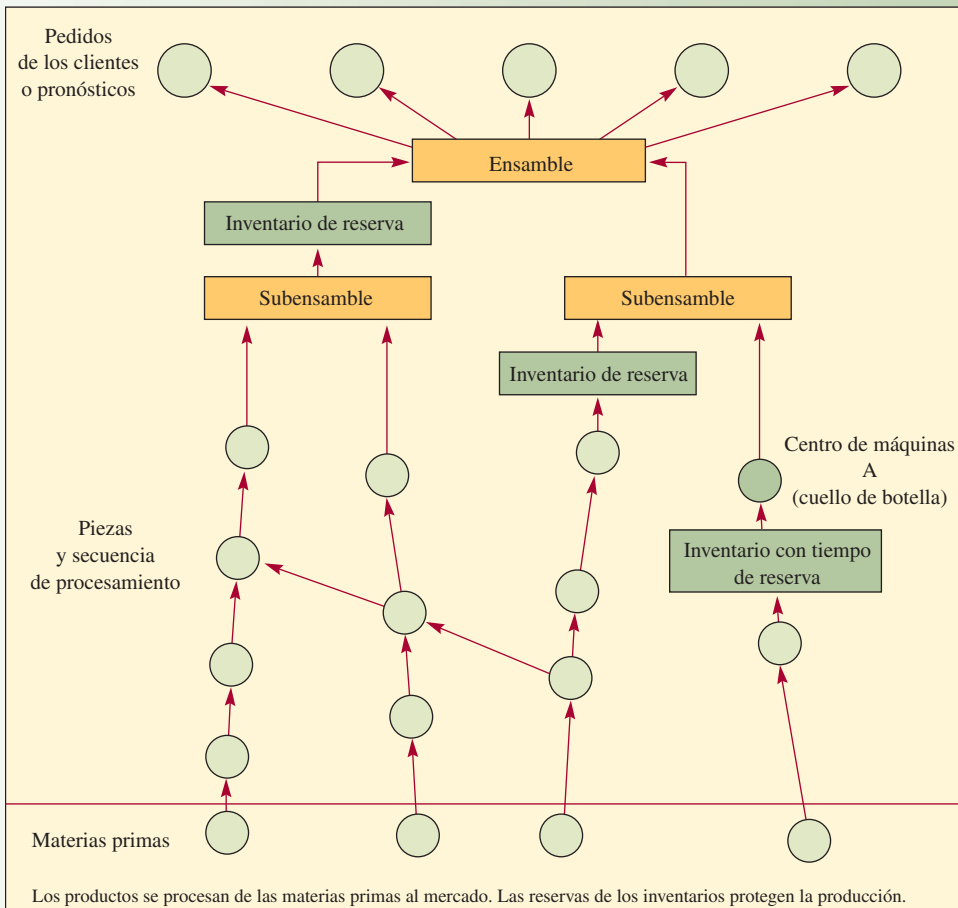 Pedidos
de los clientes
o pronósticos
Ensamble
Inventario de reserva
Subensamble
Subensamble
Inventario de reserva
Centro de máquinas
A
(cuello de botella)
Piezas
y secuencia
de procesamiento
Inventario con tiempo
de reserva
Materias primas
Los productos se procesan de las materias primas al mercado. Las reservas de los inventarios protegen la producción.